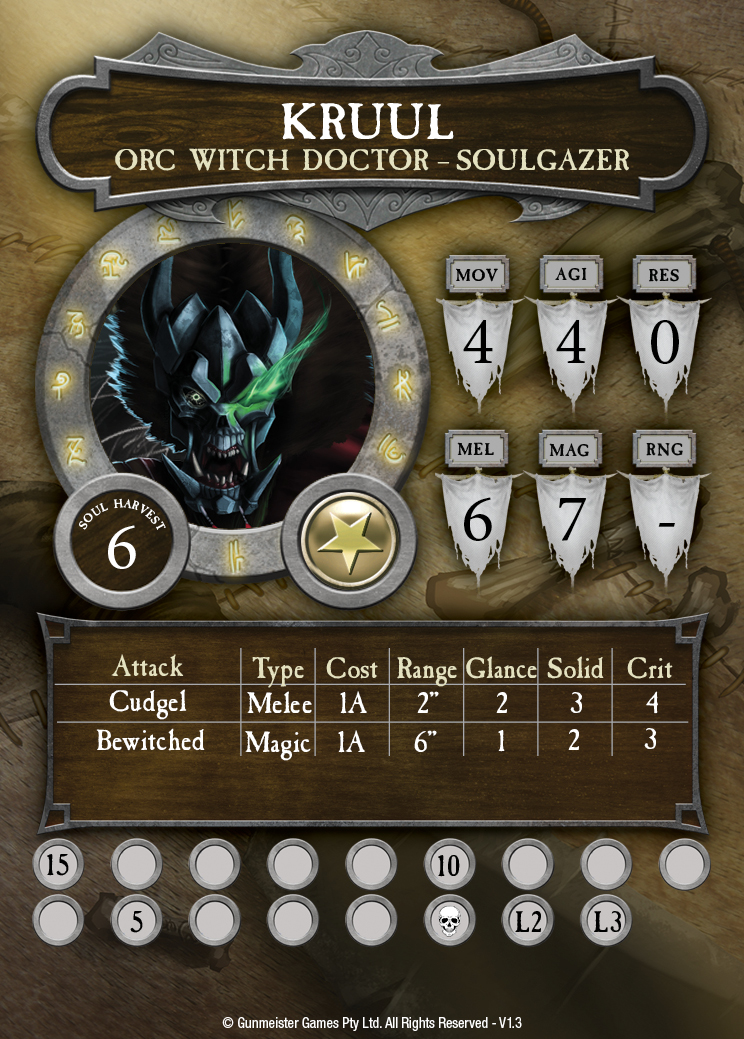 KRUUL
ORC WITCH DOCTOR – SOULGAZER
MOV AGI RES
4 4 0
MEL MAG RNG
6 7 -
SOUL HARVEST
6
Attack Type Cost Range Glance Solid Crit
Cudgel Melee 1A 2” 2 3 4
Bewitched Magic 1A 6” 1 2 3
15 10
5 L2 L3
© Gunmeister Games Pty Ltd. All Rights Reserved - V1.3